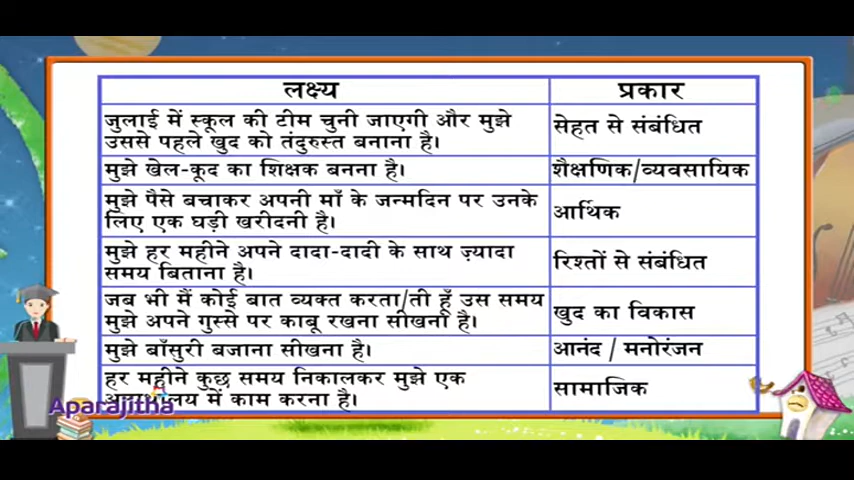 लक्ष्य प्रकार
जुलाई में स्कूल की टीम चुनी जाएगी और मुझे
उससे पहले खुद को तंदुरुस्त बनाना है।
सेहत से संबंधित
मुझे खेल-कूद का शिक्षक बनना है। शैक्षणिक/व्यवसायिक
मुझे पैसे बचाकर अपनी माँ के जन्मदिन पर उनके
लिए एक घड़ी खरीदनी है।
आर्थिक
मुझे हर महीने अपने दादा-दादी के साथ ज़्यादा
समय बिताना है।
रिश्तों से संबंधित
जब भी मैं कोई बात व्यक्त करता/ती हूँ उस समय
मुझे अपने गुस्से पर काबू रखना सीखना है।
खुद का विकास
मुझे बाँसुरी बजाना सीखना है। आनंद / मनोरंजन
हर महीने कुछ समय निकालकर मुझे एक
में काम करना है।
सामाजिक
Aparajitha